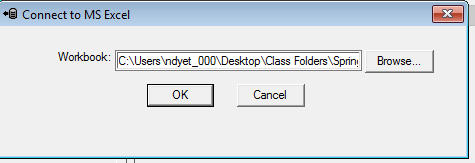 Connect to MS Excel
Workbook: C:\Users\ndyet_000\Desktop\Class Folders\Spring Browse...
OK Cancel